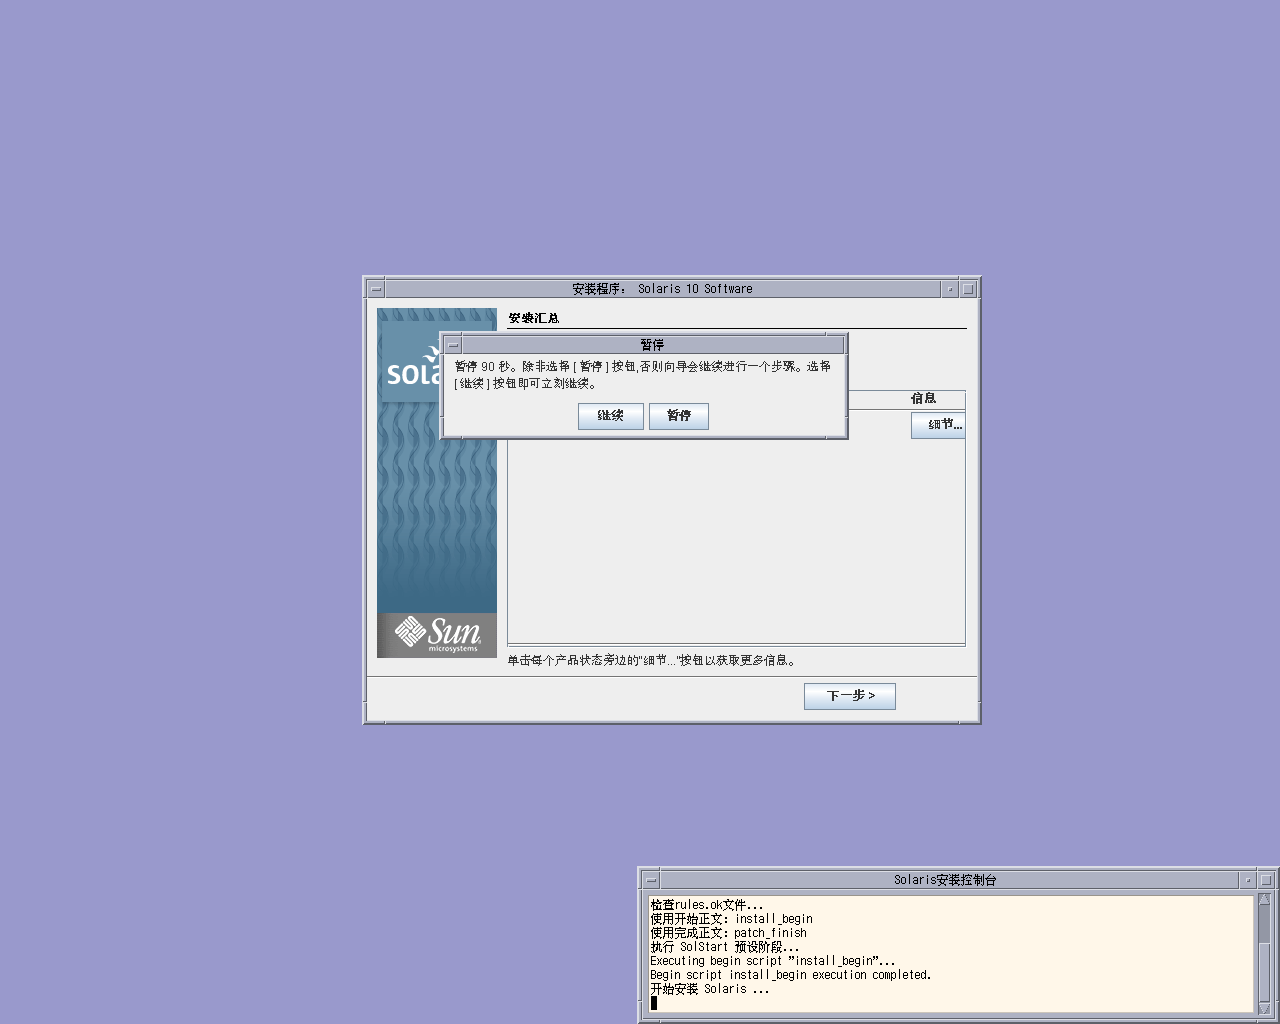 安装程序： Solaris 10 Software
安装汇总
暂停
暂停 90 秒。除非选择 [ 暂停 ] 按钮,否则向导会继续进行一个步骤。选择
[ 继续 ] 按钮即可立刻继续。
继续 暂停
信息
细节...
Sun
microsystems
单击每个产品状态旁边的"细节..."按钮以获取更多信息。
下一步 >
Solaris安装控制台
检查rules.ok文件...
使用开始正文: install_begin
使用完成正文: patch_finish
执行 SolStart 预设阶段...
Executing begin script "install_begin"...
Begin script install_begin execution completed.
开始安装 Solaris ...